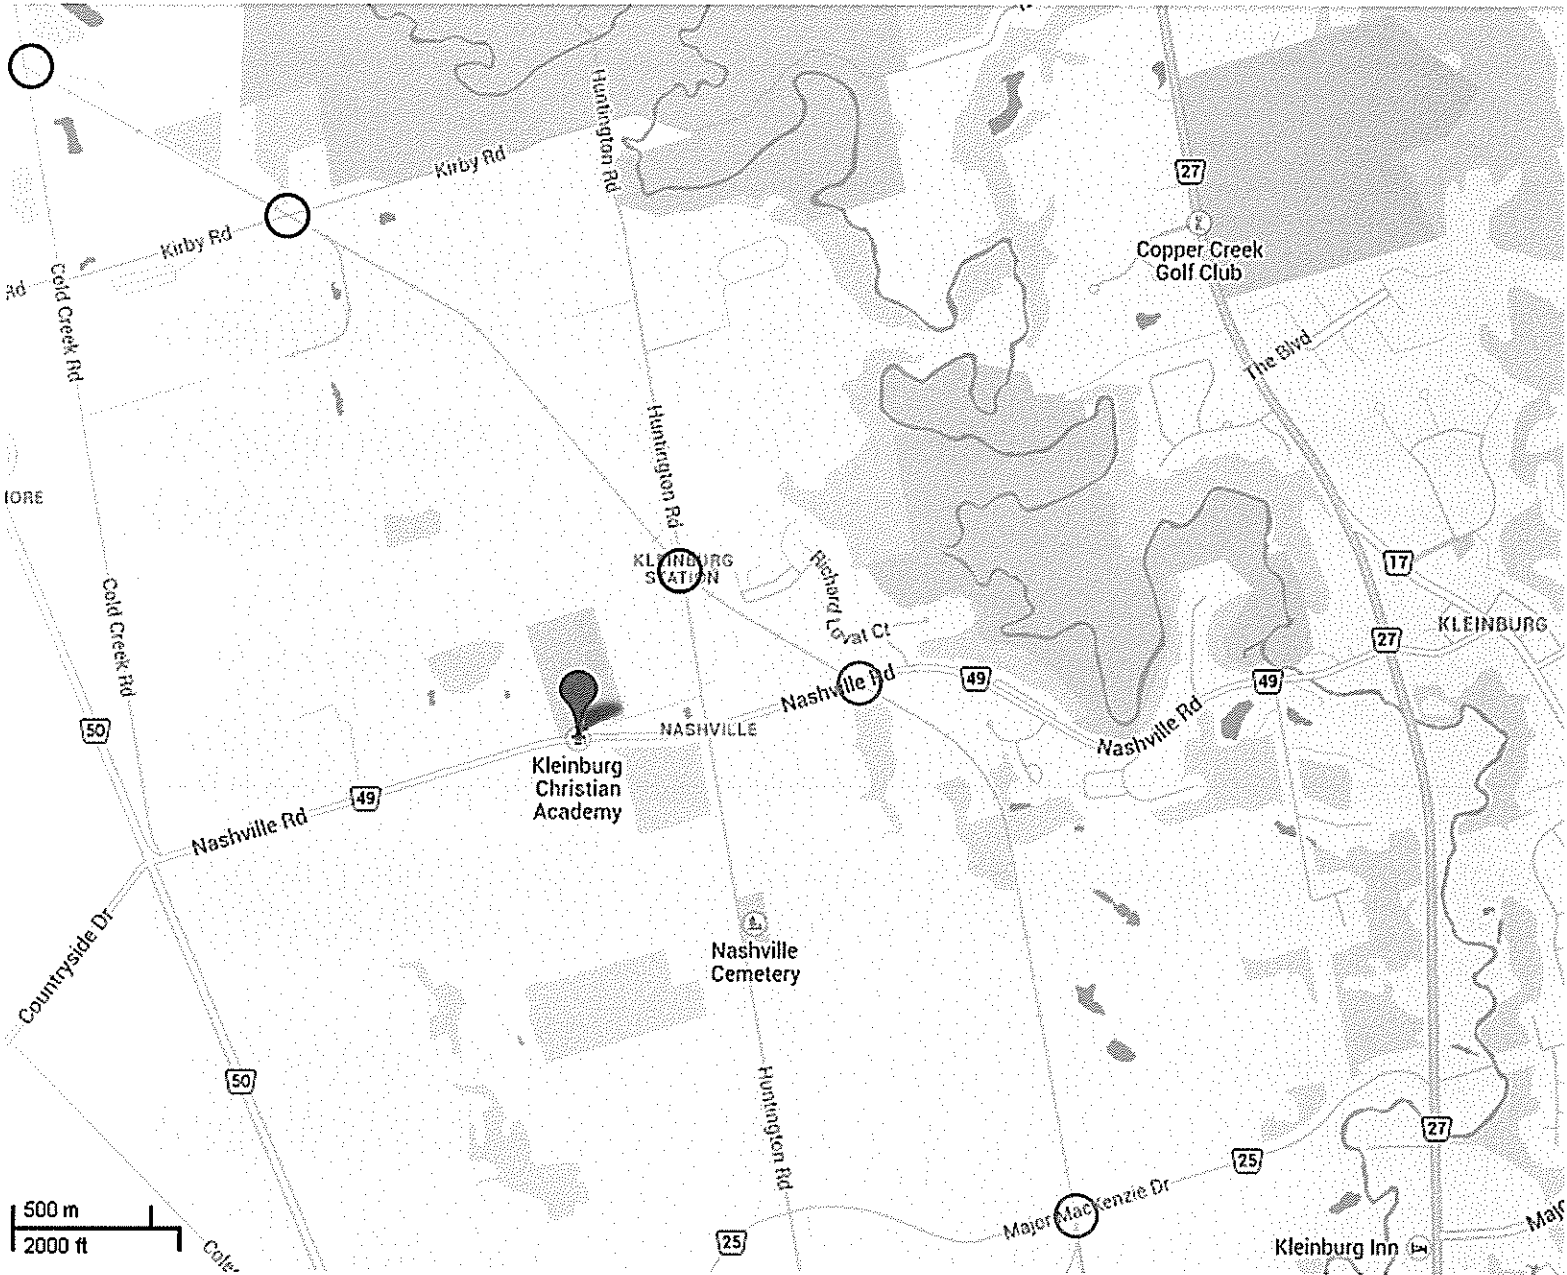 Huntington Rd
Kirby Rd
27
Kirby Rd
Copper Creek
Golf Club
Rd
Cold Creek Rd
The Blvd
Huntington Rd
IORE
KLEINBURG
STATION
Richard Lovat Ct
17
Cold Creek Rd
KLEINBURG
27
Nashville Rd
49
49
50
NASHVILLE
Nashville Rd
Kleinburg
Christian
Academy
49
Nashville Rd
Countryside Dr
Nashville
Cemetery
50
Huntington Rd
27
25
500 m
2000 ft
Major MacKenzie Dr
25
Kleinburg Inn
Majo